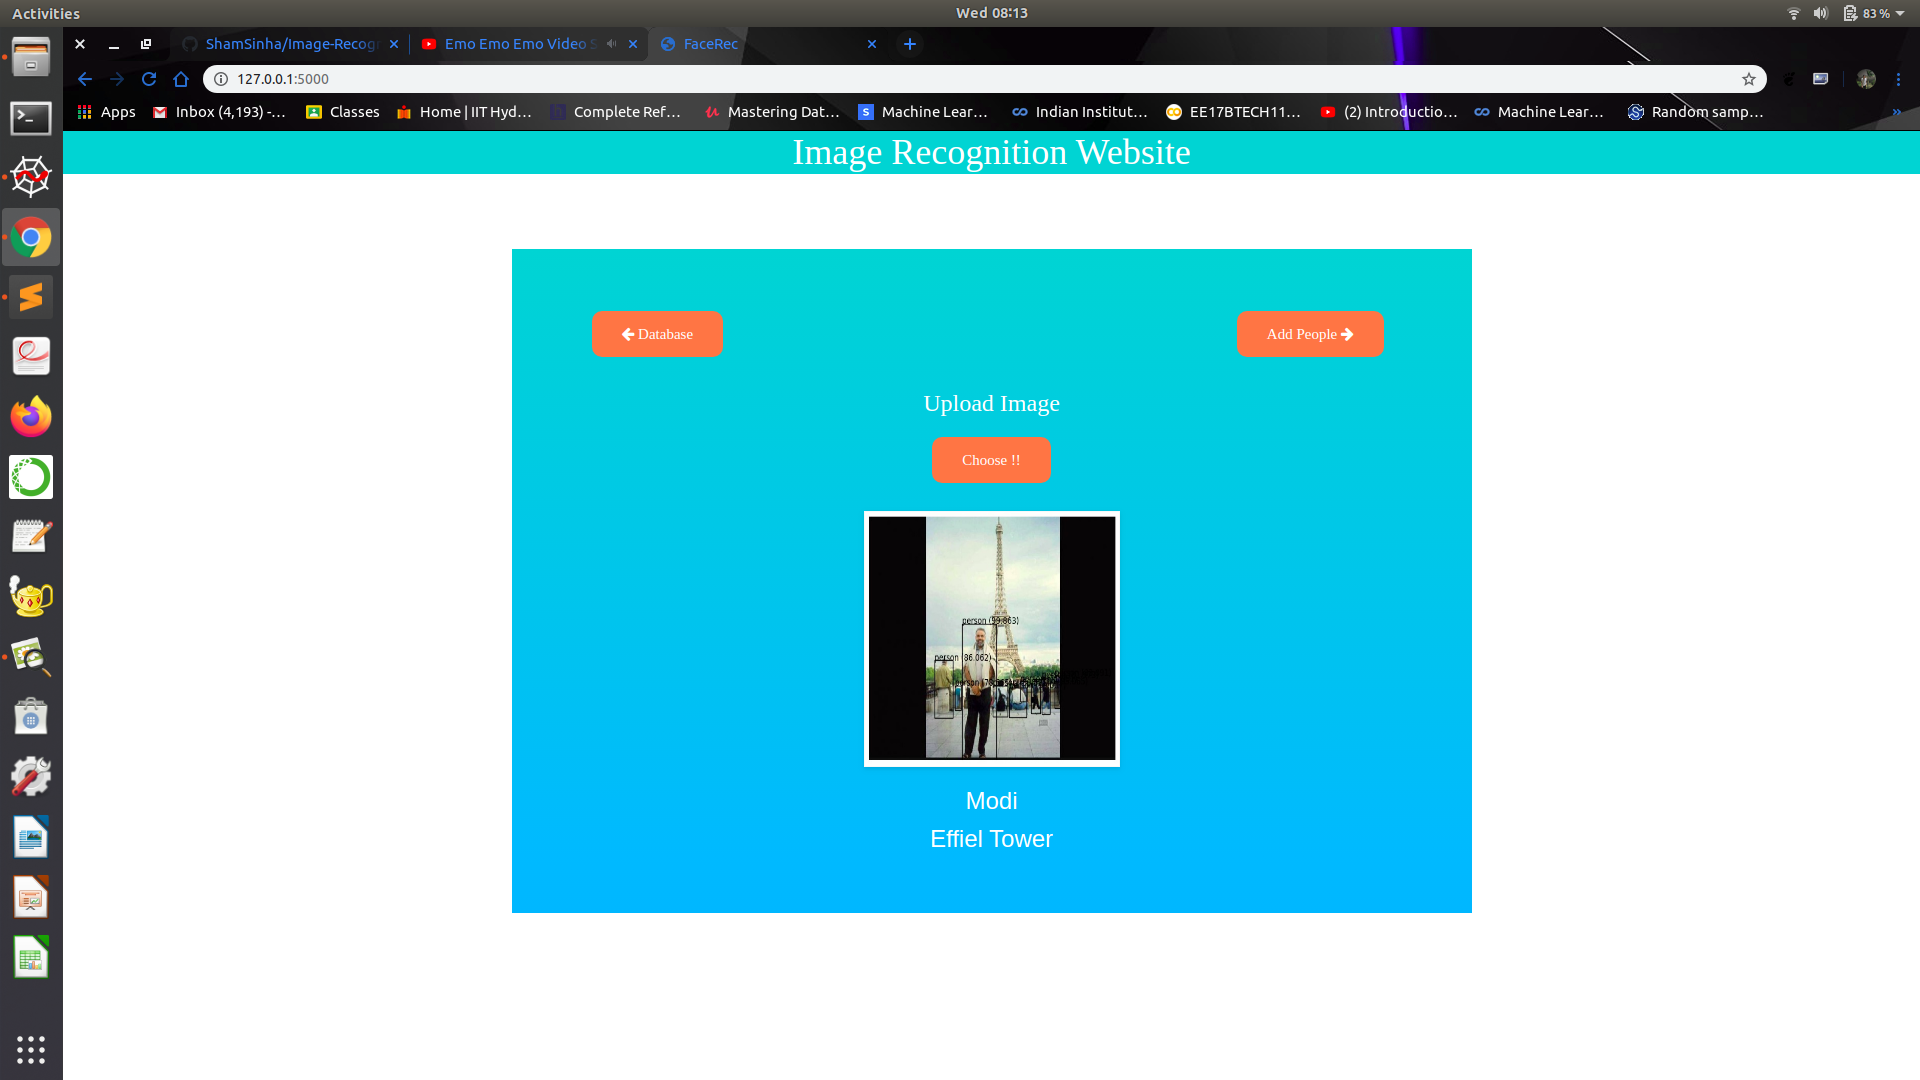 Activities
Wed 08:13
83 %
ShamSinha/Image-Recog
Emo Emo Emo Video S
FaceRec
127.0.0.1:5000
Apps
Inbox (4,193) -...
Classes
Home | IIT Hyd...
Complete Ref...
Mastering Dat...
Machine Lear...
Indian Institut...
EE17BTECH11...
(2) Introductio...
Machine Lear...
Random samp...
Image Recognition Website
Database
Add People
Upload Image
Choose !!
person (99.863)
person (86.062)
person
Modi
Effiel Tower